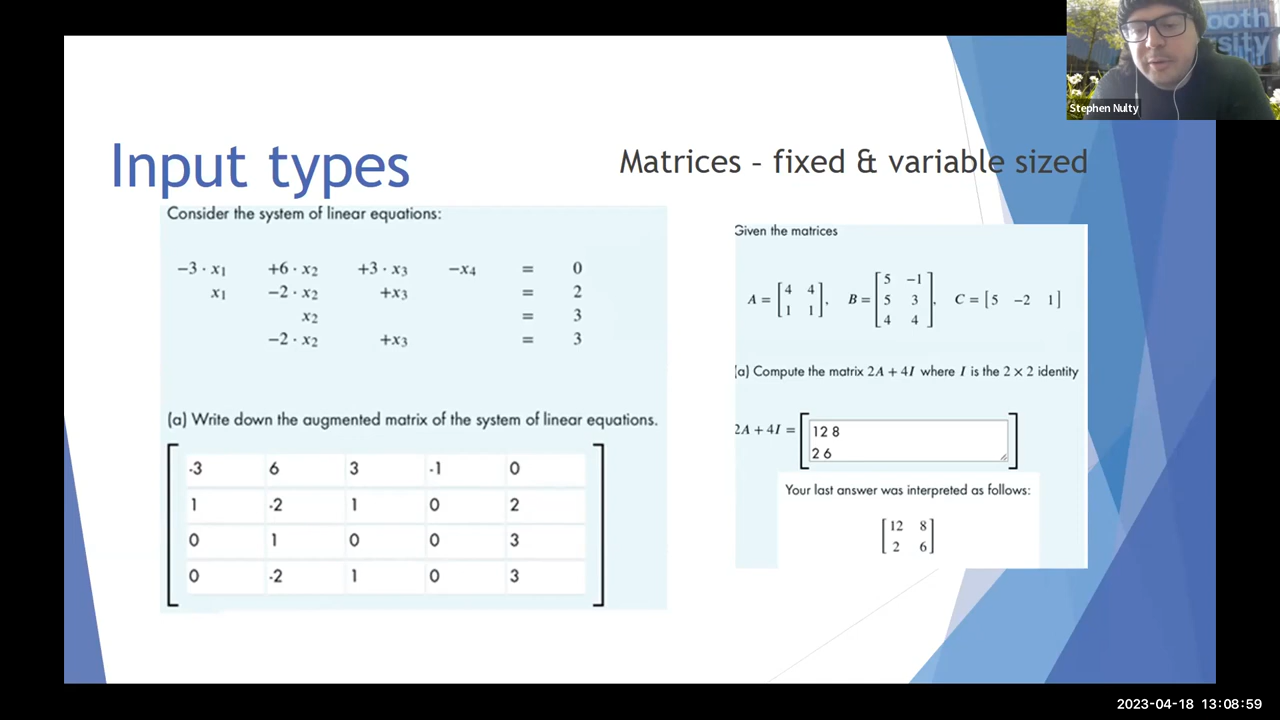 ooth
sity
Stephen Nulty
Input types
Matrices – fixed & variable sized
Consider the system of linear equations:
−3 · x₁ +6 · x₂ +3 · x₃ −x₄ = 0
x₁ −2 · x₂ +x₃ = 2
x₂ = 3
−2 · x₂ +x₃ = 3
(a) Write down the augmented matrix of the system of linear equations.
-3 6 3 -1 0
1 -2 1 0 2
0 1 0 0 3
0 -2 1 0 3
Given the matrices
A = [4 4; 1 1], B = [5 −1; 5 3; 4 4], C = [5 −2 1]
(a) Compute the matrix 2A + 4I where I is the 2 × 2 identity
2A + 4I =
12 8
2 6
Your last answer was interpreted as follows:
12 8
2 6
2023-04-18 13:08:59